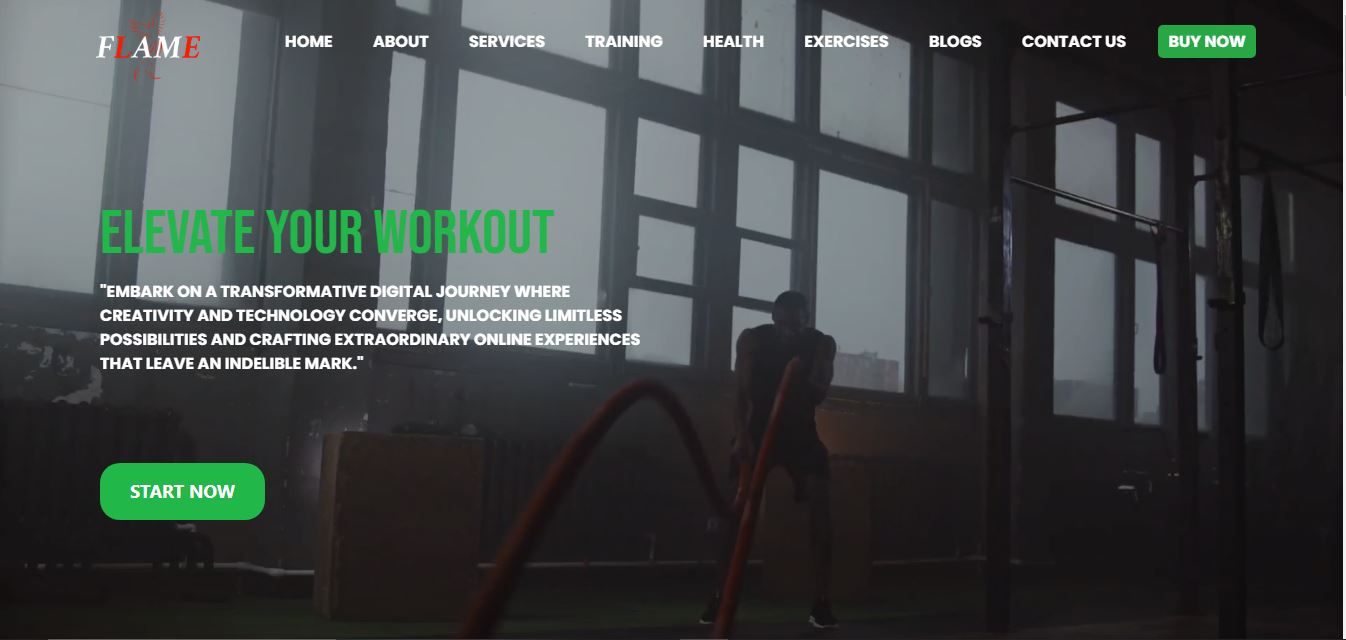 FLAME
HOME ABOUT SERVICES TRAINING HEALTH EXERCISES BLOGS CONTACT US BUY NOW
ELEVATE YOUR WORKOUT
"EMBARK ON A TRANSFORMATIVE DIGITAL JOURNEY WHERE
CREATIVITY AND TECHNOLOGY CONVERGE, UNLOCKING LIMITLESS
POSSIBILITIES AND CRAFTING EXTRAORDINARY ONLINE EXPERIENCES
THAT LEAVE AN INDELIBLE MARK."
START NOW